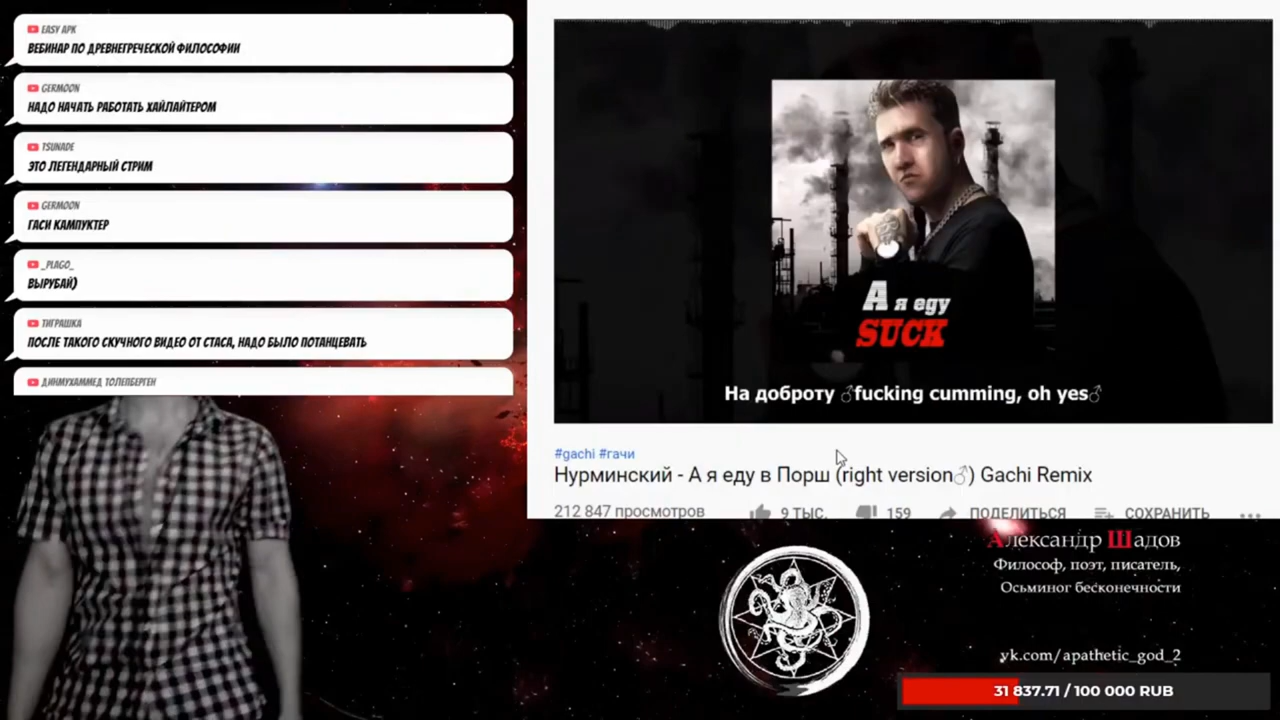 EASY APK
ВЕБИНАР ПО ДРЕВНЕГРЕЧЕСКОЙ ФИЛОСОФИИ
GERMOON
НАДО НАЧАТЬ РАБОТАТЬ ХАЙЛАЙТЕРОМ
TSUNADE
ЭТО ЛЕГЕНДАРНЫЙ СТРИМ
GERMOON
ГАСИ КАМПУКТЕР
_PLAGO_
ВЫРУБАЙ)
ТИГРАШКА
ПОСЛЕ ТАКОГО СКУЧНОГО ВИДЕО ОТ СТАСА, НАДО БЫЛО ПОТАНЦЕВАТЬ
ДИНМУХАММЕД ТОЛЕПБЕРГЕН
А я еду
SUCK
На доброту ♂fucking cumming, oh yes♂
#gachi #гачи
Нурминский - А я еду в Порш (right version♂) Gachi Remix
212 847 просмотров 9 ТЫС. 159 ПОДЕЛИТЬСЯ СОХРАНИТЬ
Александр Шадов
Философ, поэт, писатель,
Осьминог бесконечности
vk.com/apathetic_god_2
31 837.71 / 100 000 RUB